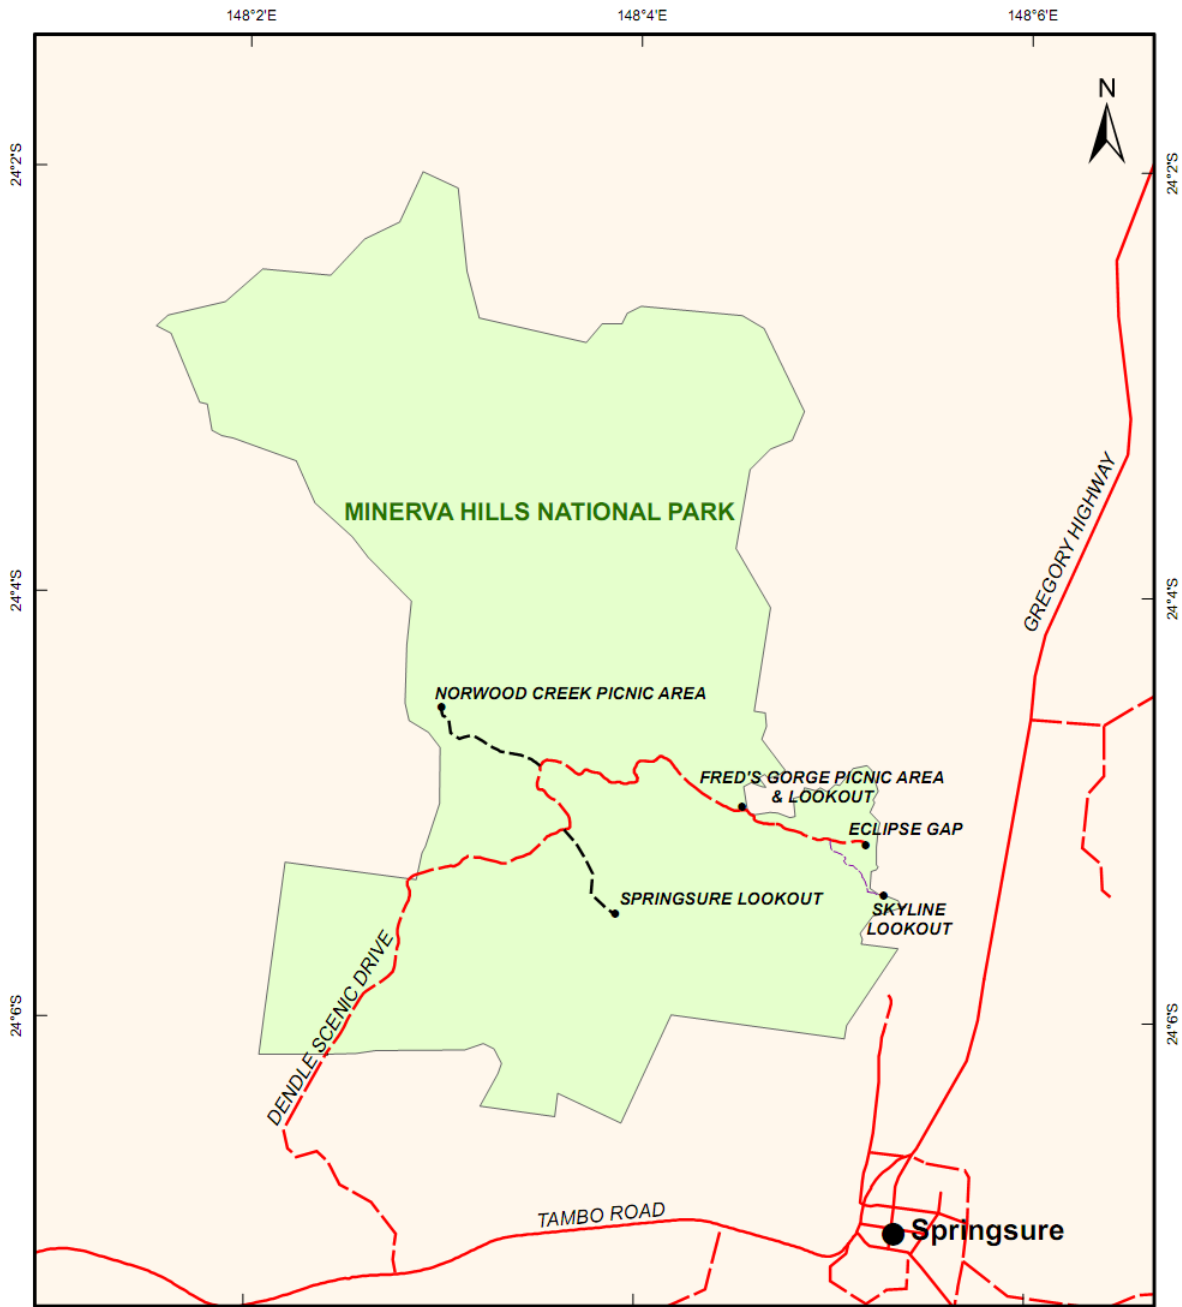 148°2'E
148°4'E
148°6'E
N
24°2'S
24°2'S
MINERVA HILLS NATIONAL PARK
GREGORY HIGHWAY
24°4'S
24°4'S
NORWOOD CREEK PICNIC AREA
FRED'S GORGE PICNIC AREA
& LOOKOUT
ECLIPSE GAP
SPRINGSURE LOOKOUT
SKYLINE
LOOKOUT
DENDLE SCENIC DRIVE
24°6'S
24°6'S
TAMBO ROAD
Springsure